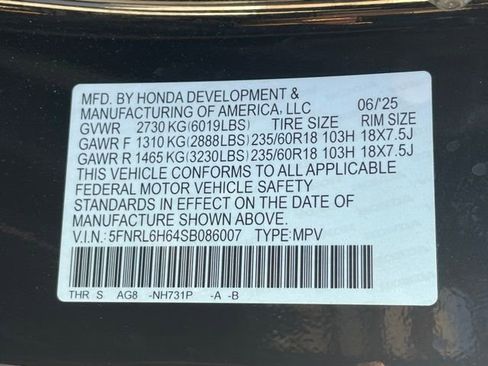 MFD. BY HONDA DEVELOPMENT &
MANUFACTURING OF AMERICA, LLC 06/'25
GVWR 2730 KG(6019LBS) TIRE SIZE RIM SIZE
GAWR F 1310 KG(2888LBS) 235/60R18 103H 18X7.5J
GAWR R 1465 KG(3230LBS) 235/60R18 103H 18X7.5J
THIS VEHICLE CONFORMS TO ALL APPLICABLE
FEDERAL MOTOR VEHICLE SAFETY
STANDARDS IN EFFECT ON THE DATE OF
MANUFACTURE SHOWN ABOVE.
V.I.N.:5FNRL6H64SB086007 TYPE:MPV
THR S AG8 -NH731P -A -B